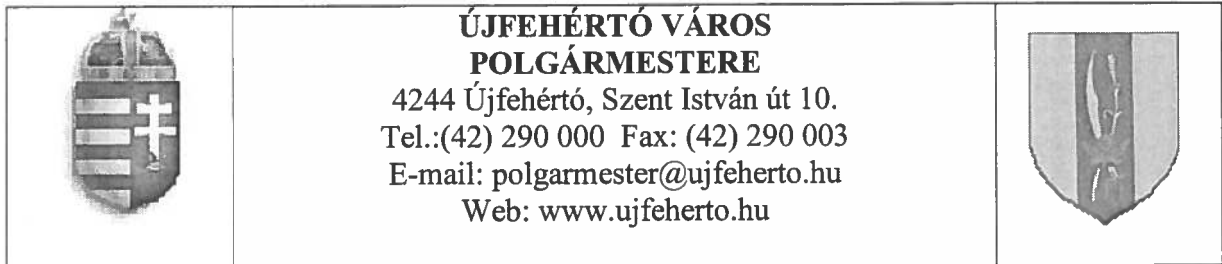 ÚJFEHÉRTÓ VÁROS
POLGÁRMESTERE
4244 Újfehértó, Szent István út 10.
Tel.:(42) 290 000 Fax: (42) 290 003
E-mail: polgarmester@ujfeherto.hu
Web: www.ujfeherto.hu